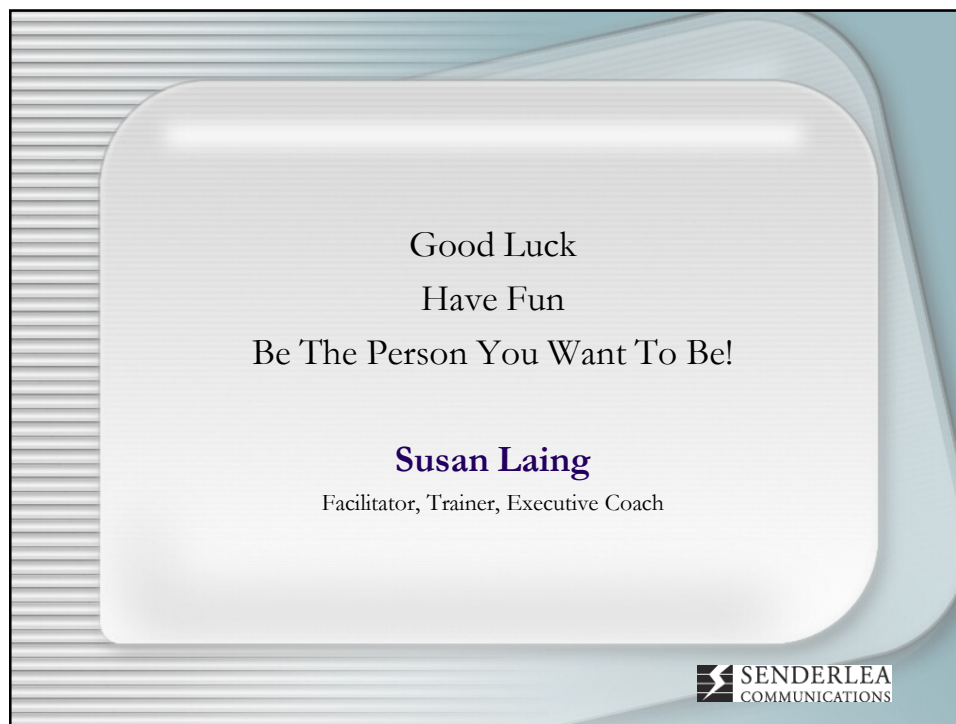 Good Luck
Have Fun
Be The Person You Want To Be!
Susan Laing
Facilitator, Trainer, Executive Coach
SENDERLEA
COMMUNICATIONS